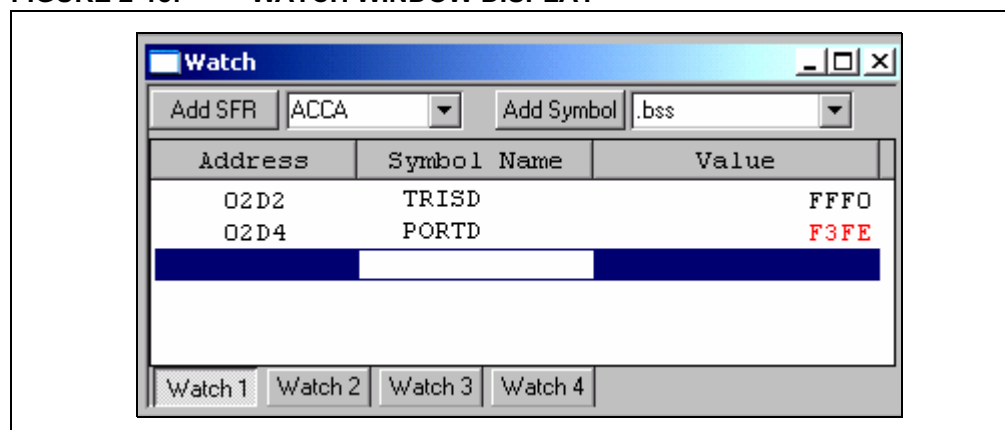 Watch
Add SFR ACCA Add Symbol .bss
Address Symbol Name Value
02D2 TRISD FFF0
02D4 PORTD F3FE
Watch 1 Watch 2 Watch 3 Watch 4